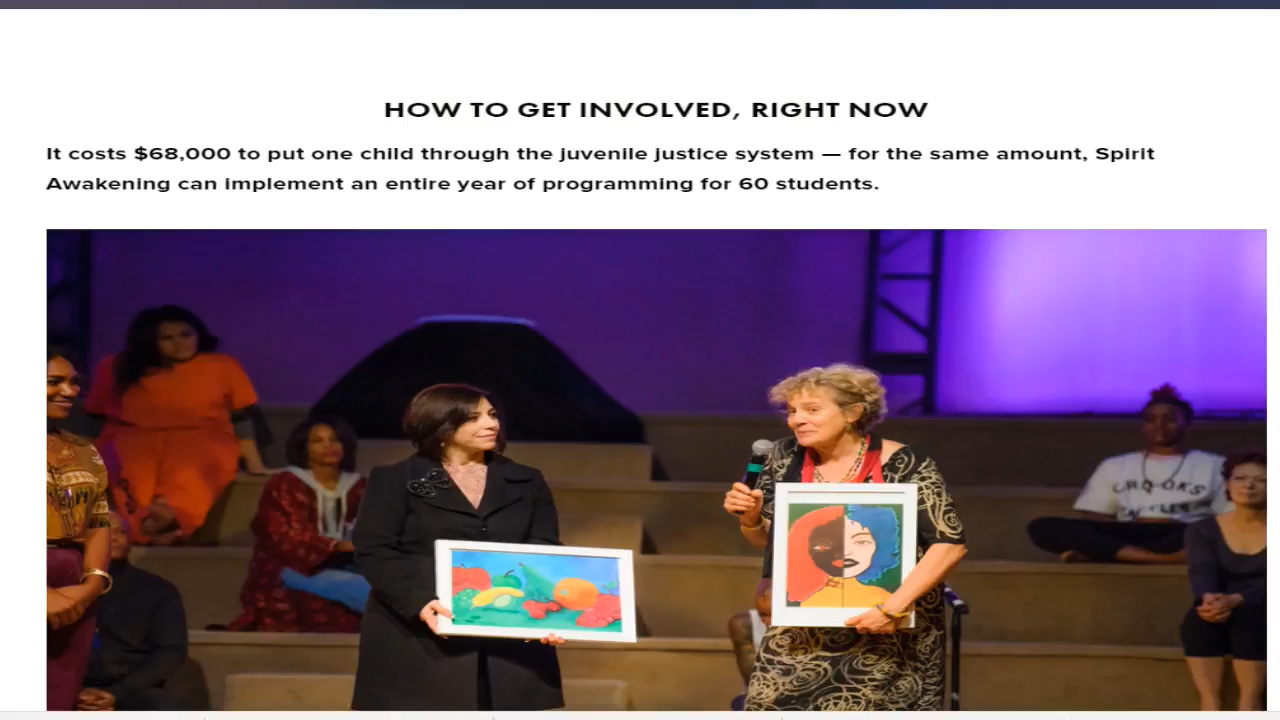 HOW TO GET INVOLVED, RIGHT NOW
It costs $68,000 to put one child through the juvenile justice system — for the same amount, Spirit
Awakening can implement an entire year of programming for 60 students.